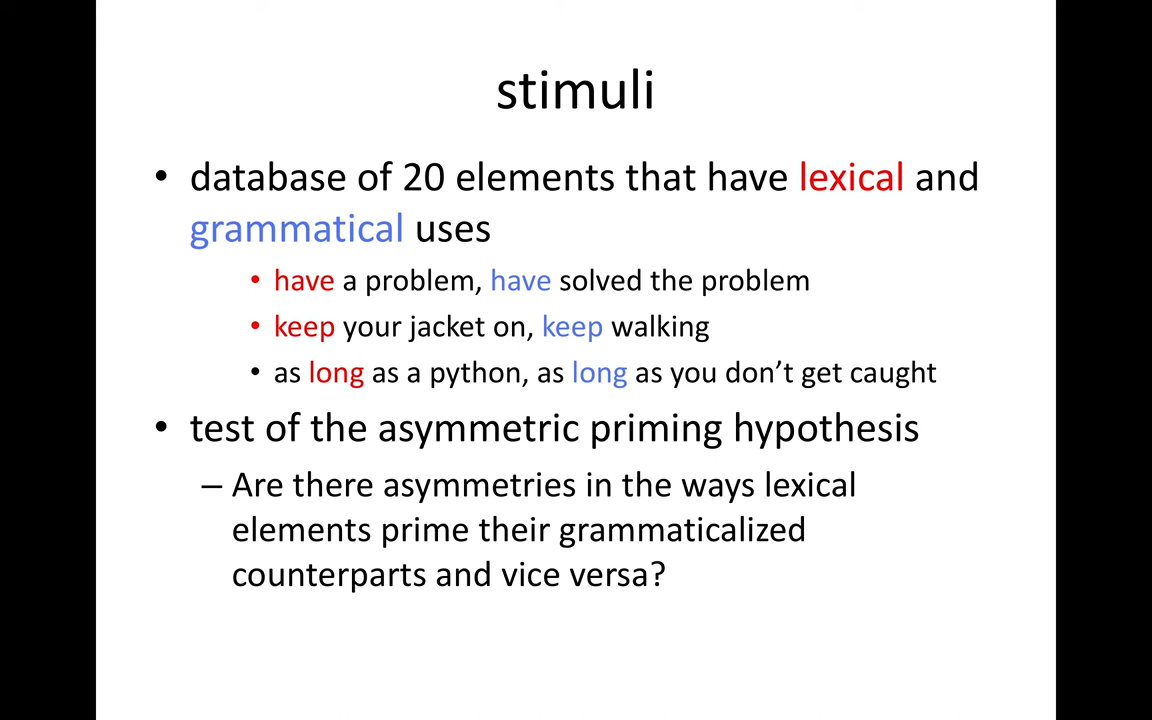 stimuli
• database of 20 elements that have lexical and
grammatical uses
• have a problem, have solved the problem
• keep your jacket on, keep walking
• as long as a python, as long as you don’t get caught
• test of the asymmetric priming hypothesis
– Are there asymmetries in the ways lexical
elements prime their grammaticalized
counterparts and vice versa?